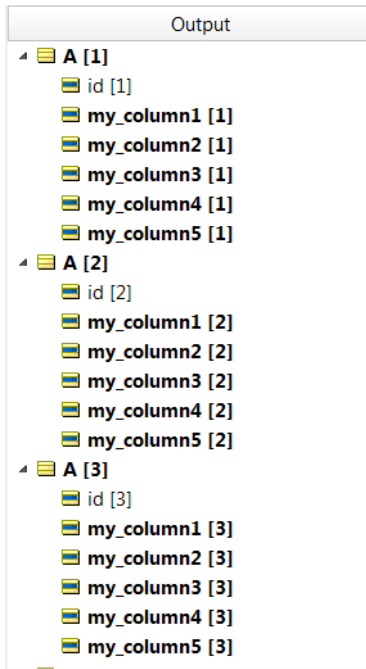 Output
A [1]
id [1]
my_column1 [1]
my_column2 [1]
my_column3 [1]
my_column4 [1]
my_column5 [1]
A [2]
id [2]
my_column1 [2]
my_column2 [2]
my_column3 [2]
my_column4 [2]
my_column5 [2]
A [3]
id [3]
my_column1 [3]
my_column2 [3]
my_column3 [3]
my_column4 [3]
my_column5 [3]